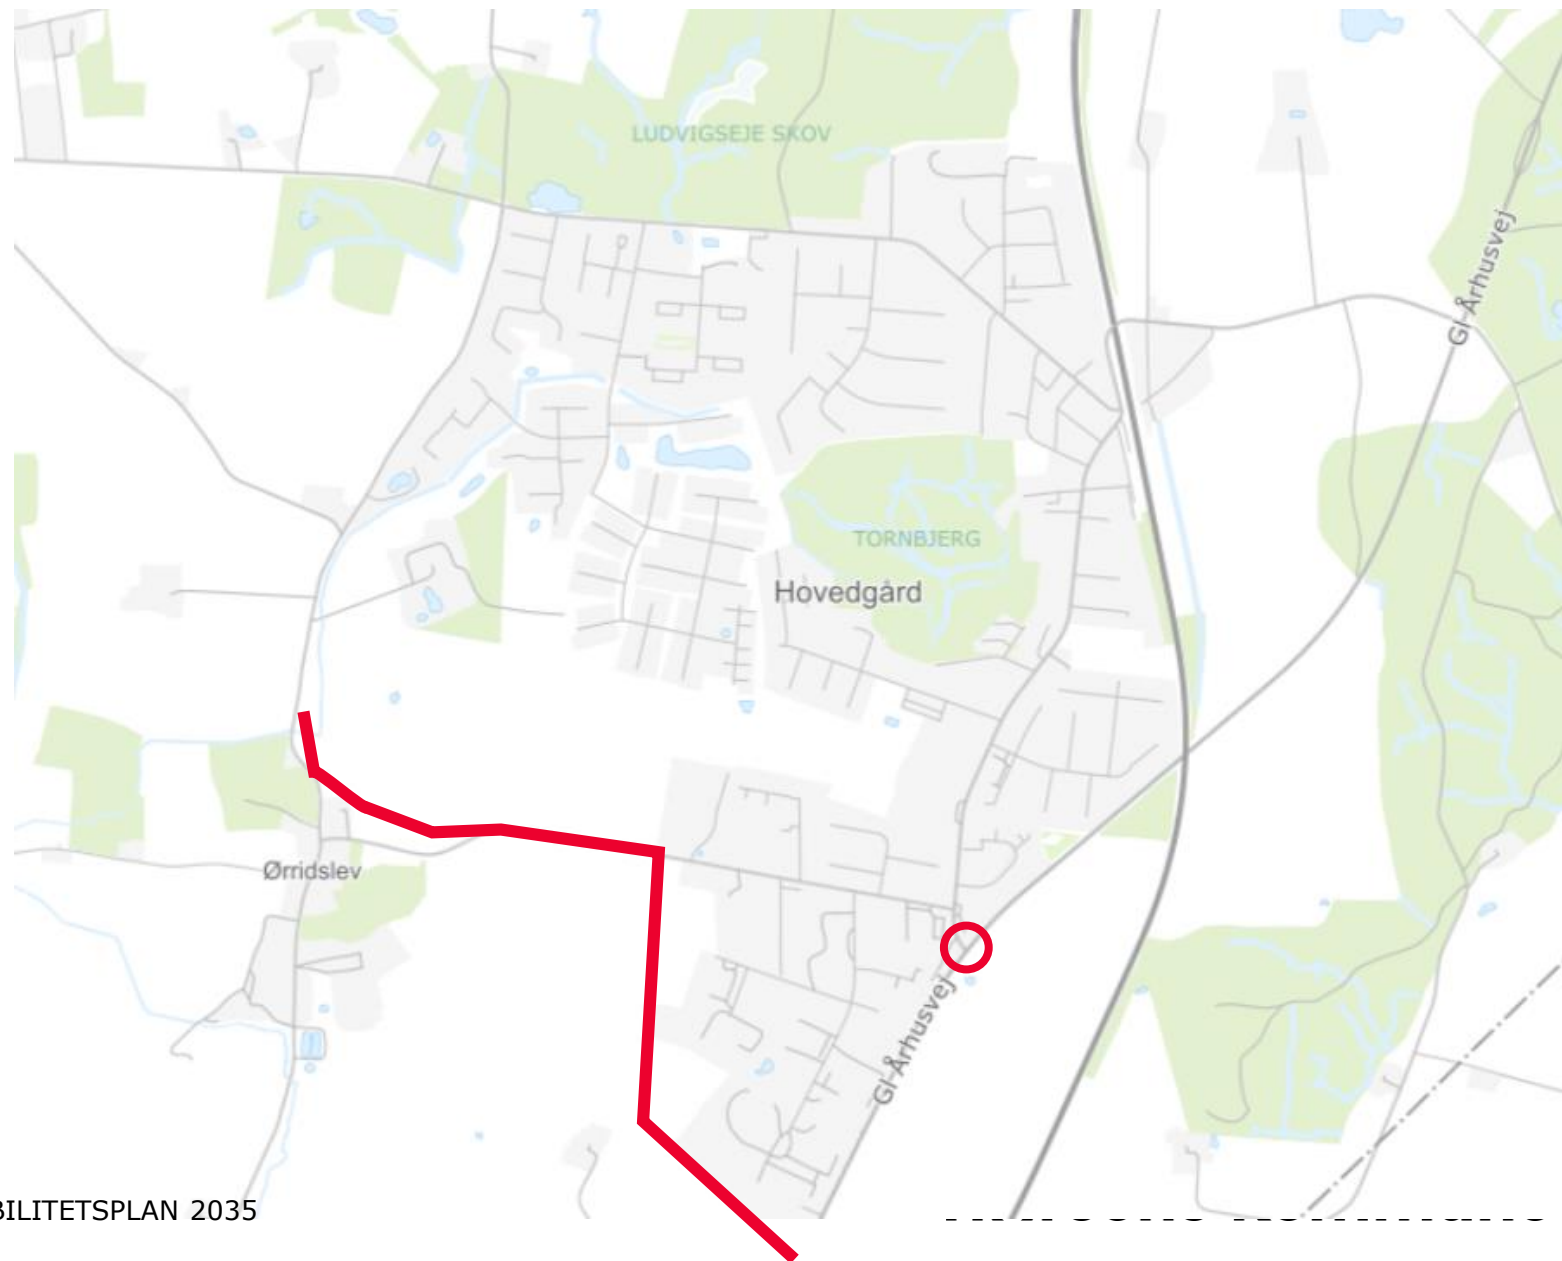 LUDVIGSEJE SKOV
Gl-Århusvej
TORNBJERG
Hovedgård
Ørridslev
Gl-Århusvej
BILITETSPLAN 2035